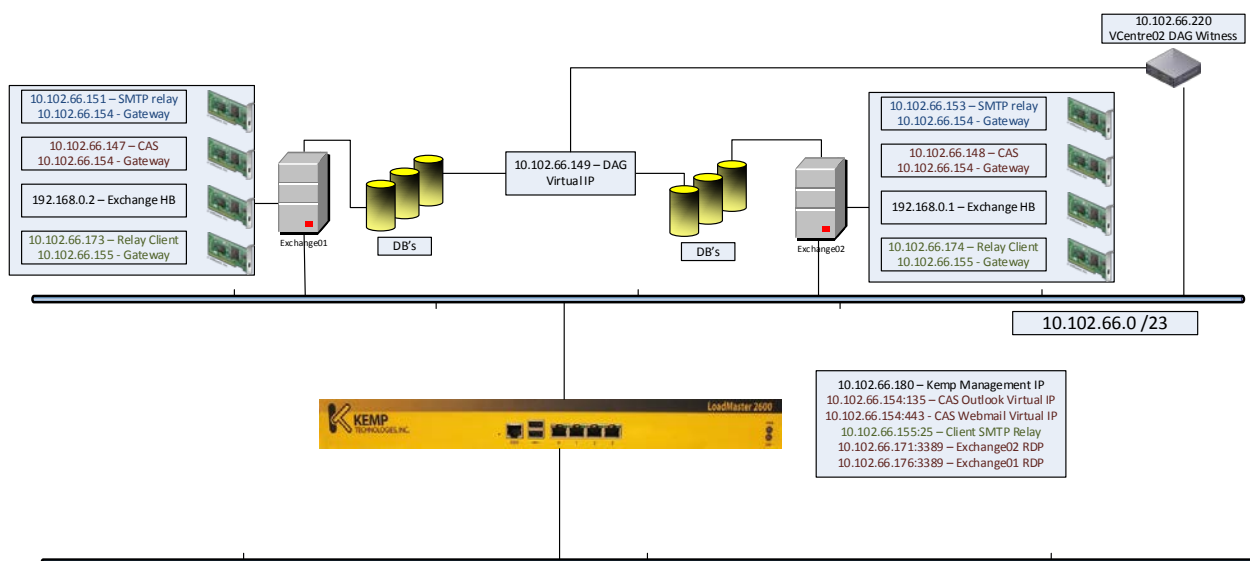 10.102.66.220
VCentre02 DAG Witness
10.102.66.151 – SMTP relay
10.102.66.154 - Gateway
10.102.66.147 – CAS
10.102.66.154 - Gateway
192.168.0.2 – Exchange HB
10.102.66.173 – Relay Client
10.102.66.155 - Gateway
Exchange01
DB's
10.102.66.149 – DAG
Virtual IP
DB's
Exchange02
10.102.66.153 – SMTP relay
10.102.66.154 - Gateway
10.102.66.148 – CAS
10.102.66.154 - Gateway
192.168.0.1 – Exchange HB
10.102.66.174 – Relay Client
10.102.66.155 - Gateway
10.102.66.0 /23
KEMP
TECHNOLOGIES, INC.
LoadMaster 2600
10.102.66.180 – Kemp Management IP
10.102.66.154:135 – CAS Outlook Virtual IP
10.102.66.154:443 - CAS Webmail Virtual IP
10.102.66.155:25 – Client SMTP Relay
10.102.66.171:3389 – Exchange02 RDP
10.102.66.176:3389 – Exchange01 RDP